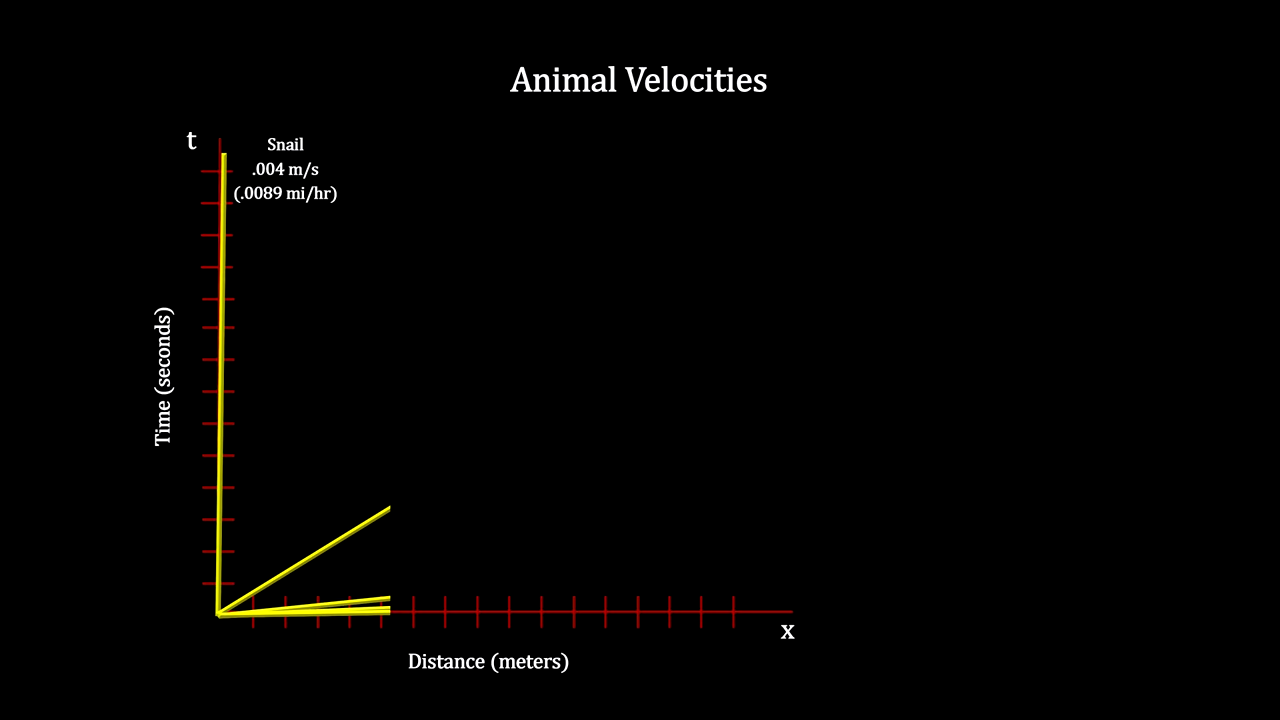 Animal Velocities
t
Snail
.004 m/s
(.0089 mi/hr)
Time (seconds)
x
Distance (meters)